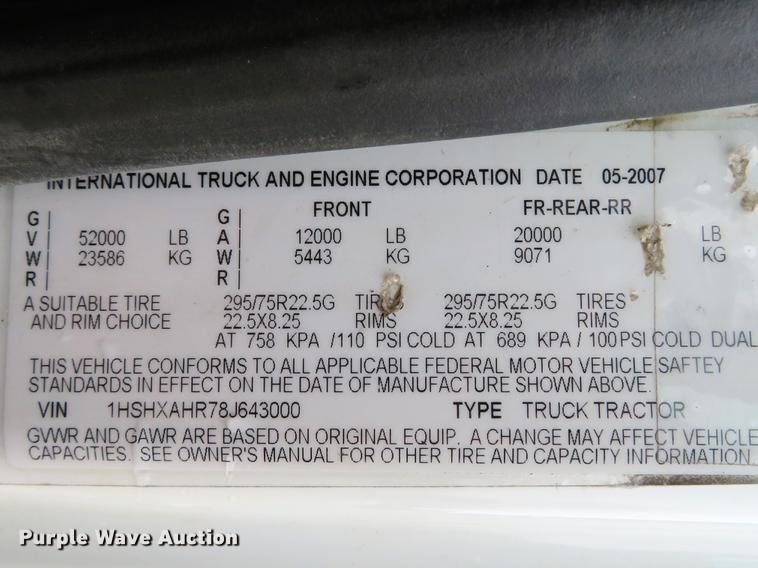 INTERNATIONAL TRUCK AND ENGINE CORPORATION DATE 05-2007
G G FRONT FR-REAR-RR
V 52000 LB A 12000 LB 20000 LB
W 23586 KG W 5443 KG 9071 KG
R R
A SUITABLE TIRE 295/75R22.5G TIRES 295/75R22.5G TIRES
AND RIM CHOICE 22.5X8.25 RIMS 22.5X8.25 RIMS
AT 758 KPA /110 PSI COLD AT 689 KPA / 100PSI COLD DUAL
THIS VEHICLE CONFORMS TO ALL APPLICABLE FEDERAL MOTOR VEHICLE SAFTEY
STANDARDS IN EFFECT ON THE DATE OF MANUFACTURE SHOWN ABOVE.
VIN 1HSHXAHR78J643000 TYPE TRUCK TRACTOR
GVWR AND GAWR ARE BASED ON ORIGINAL EQUIP. A CHANGE MAY AFFECT VEHICLE
CAPACITIES. SEE OWNER'S MANUAL FOR OTHER TIRE AND CAPACITY INFORMATION
Purple Wave Auction